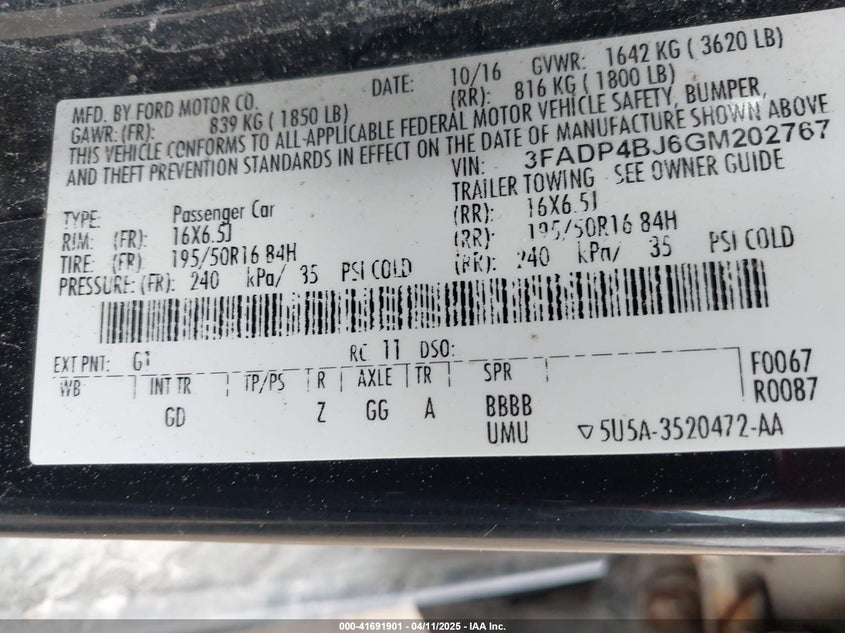 MFD. BY FORD MOTOR CO. DATE: 10/16 GVWR: 1642 KG ( 3620 LB)
GAWR: (FR): 839 KG ( 1850 LB) (RR): 816 KG ( 1800 LB)
THIS VEHICLE CONFORMS TO ALL-APPLICABLE FEDERAL MOTOR VEHICLE SAFETY, BUMPER,
AND THEFT PREVENTION STANDARDS IN EFFECT ON THE DATE OF MANUFACTURE SHOWN ABOVE
VIN: 3FADP4BJ6GM202767
TYPE: Passenger Car TRAILER TOWING SEE OWNER GUIDE
RIM: (FR): 16X6.5J (RR): 16X6.5J
TIRE: (FR): 195/50R16 84H (RR): 195/50R16 84H
PRESSURE: (FR): 240 kPa/ 35 PSI COLD (RR): 240 kPa/ 35 PSI COLD
EXT PNT: G1 RC 11 DSO: F0067
WB INT TR TP/PS R AXLE TR SPR R0087
GD Z GG A BBBB
UMU 5U5A-3520472-AA
000-41691901 - 04/11/2025 - IAA Inc.